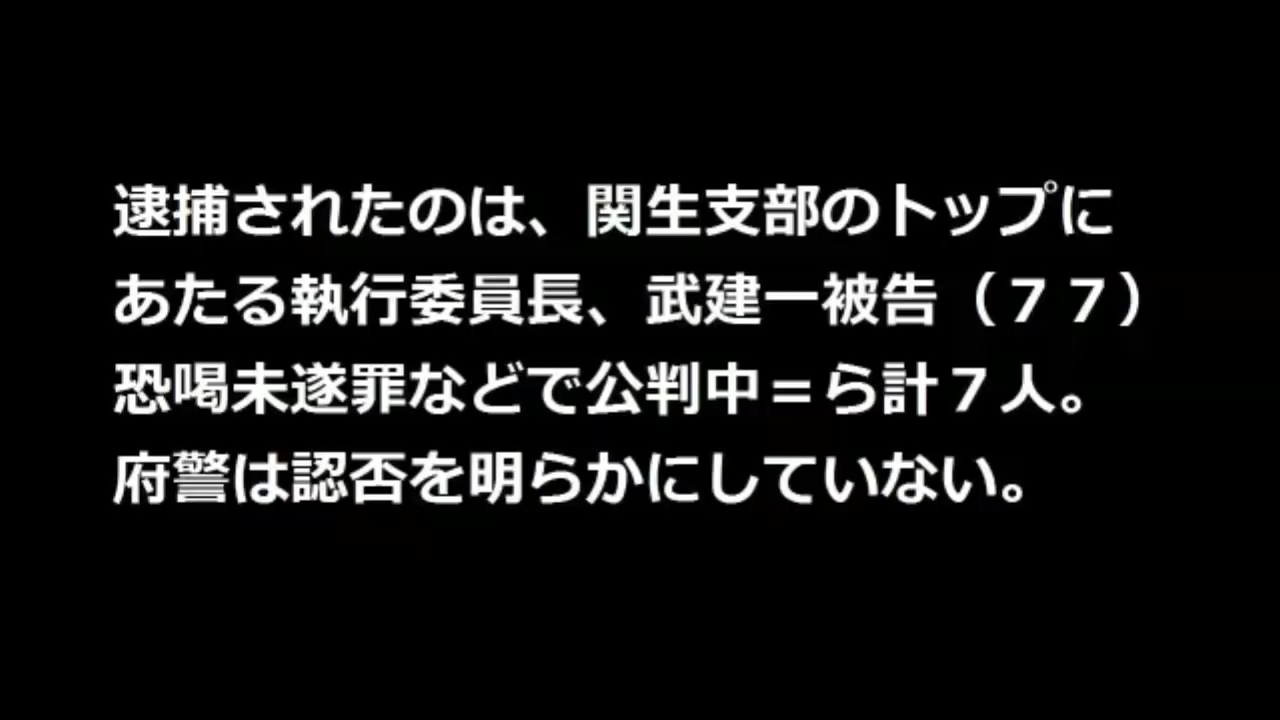 逮捕されたのは、関生支部のトップに
あたる執行委員長、武建一被告（７７）
恐喝未遂罪などで公判中＝ら計７人。
府警は認否を明らかにしていない。